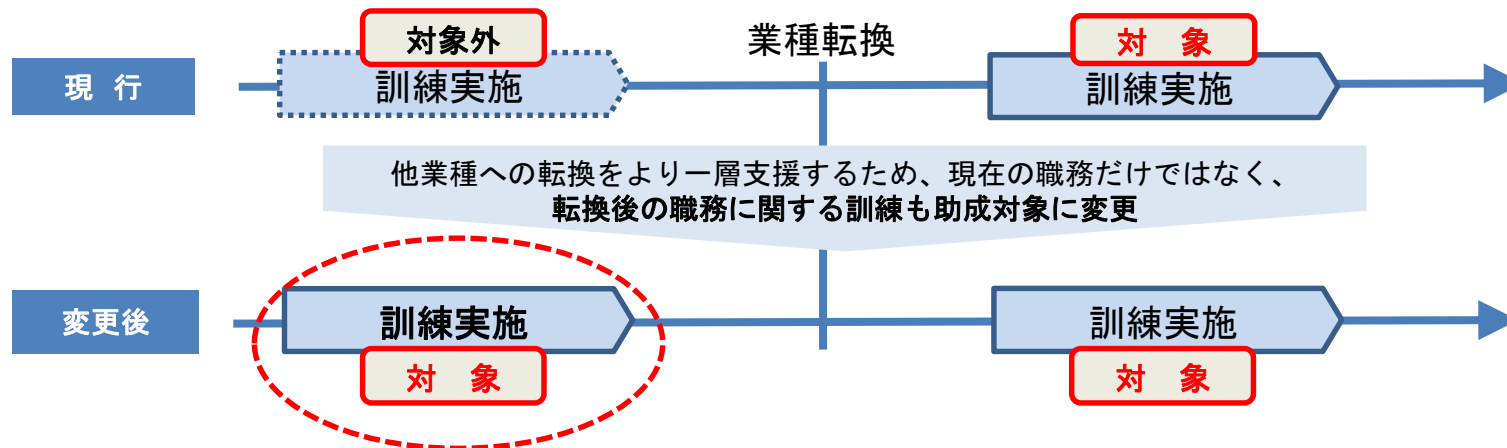 対象外
業種転換
対　象
現　行
訓練実施
訓練実施
他業種への転換をより一層支援するため、現在の職務だけではなく、
転換後の職務に関する訓練も助成対象に変更
変更後
訓練実施
訓練実施
対　象
対　象